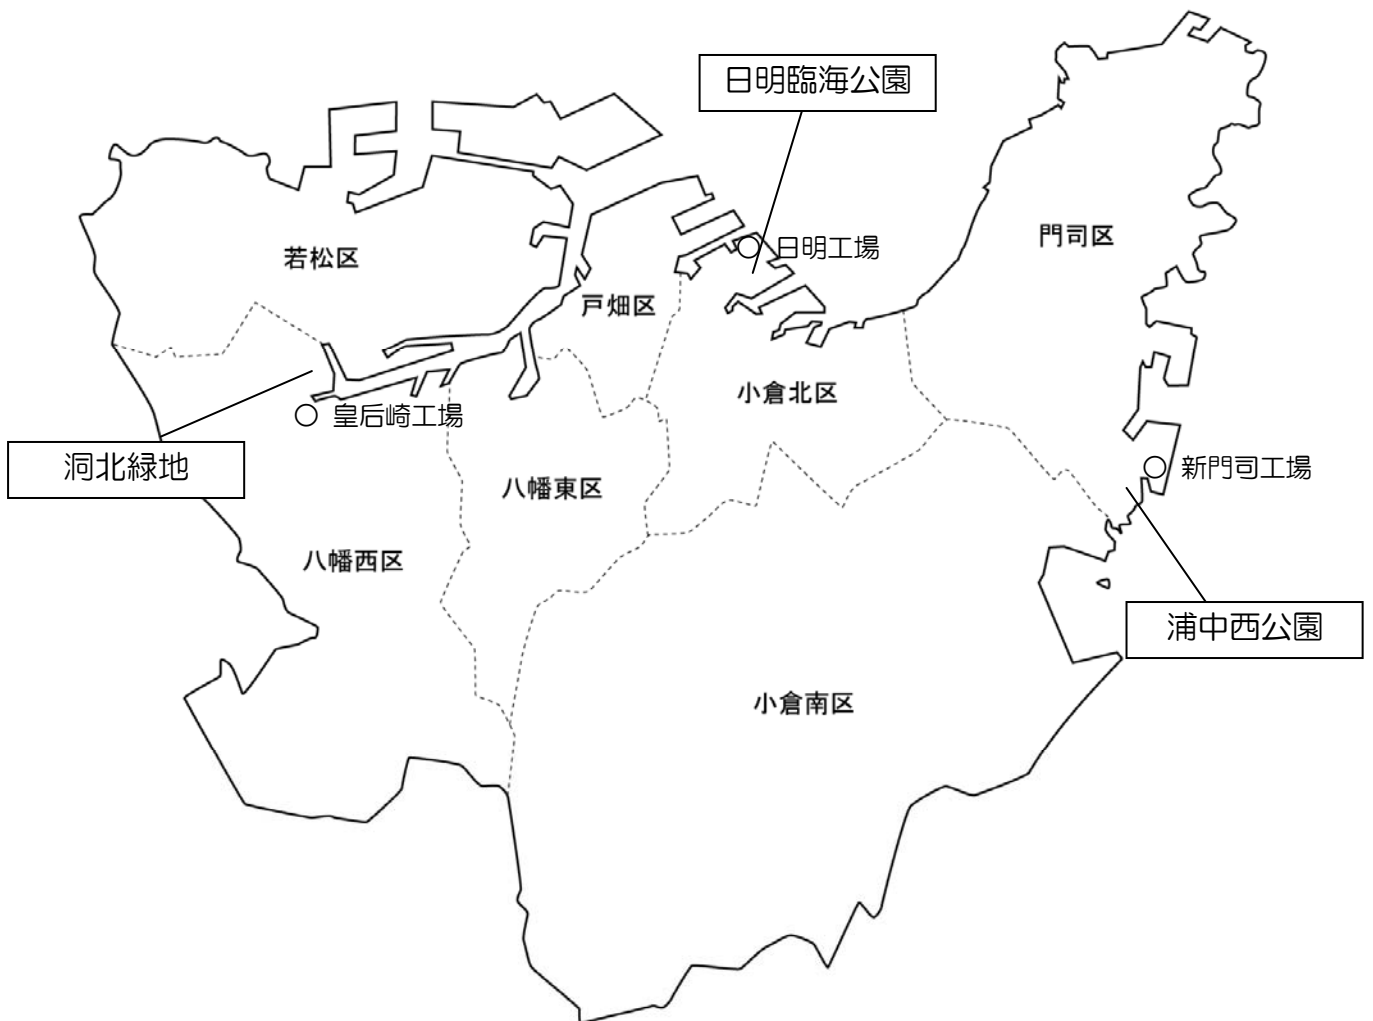 日明臨海公園
門司区
日明工場
若松区
戸畑区
小倉北区
皇后崎工場
洞北緑地
新門司工場
八幡東区
八幡西区
浦中西公園
小倉南区